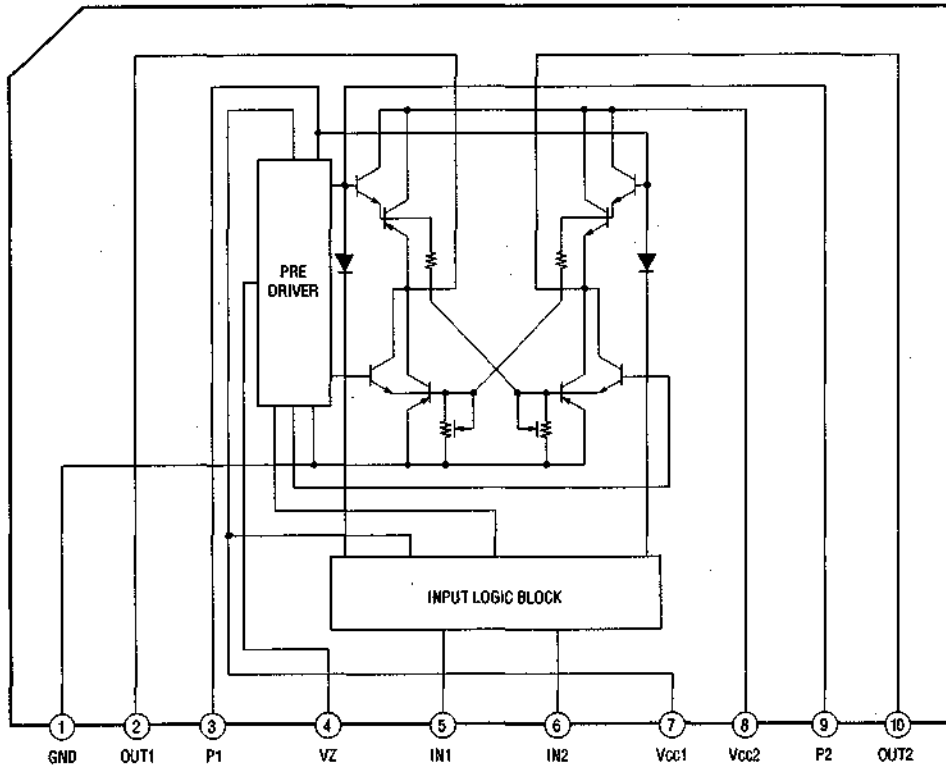 PRE
DRIVER
INPUT LOGIC BLOCK
1 2 3 4 5 6 7 8 9 10
GND OUT1 P1 VZ IN1 IN2 Vcc1 Vcc2 P2 OUT2